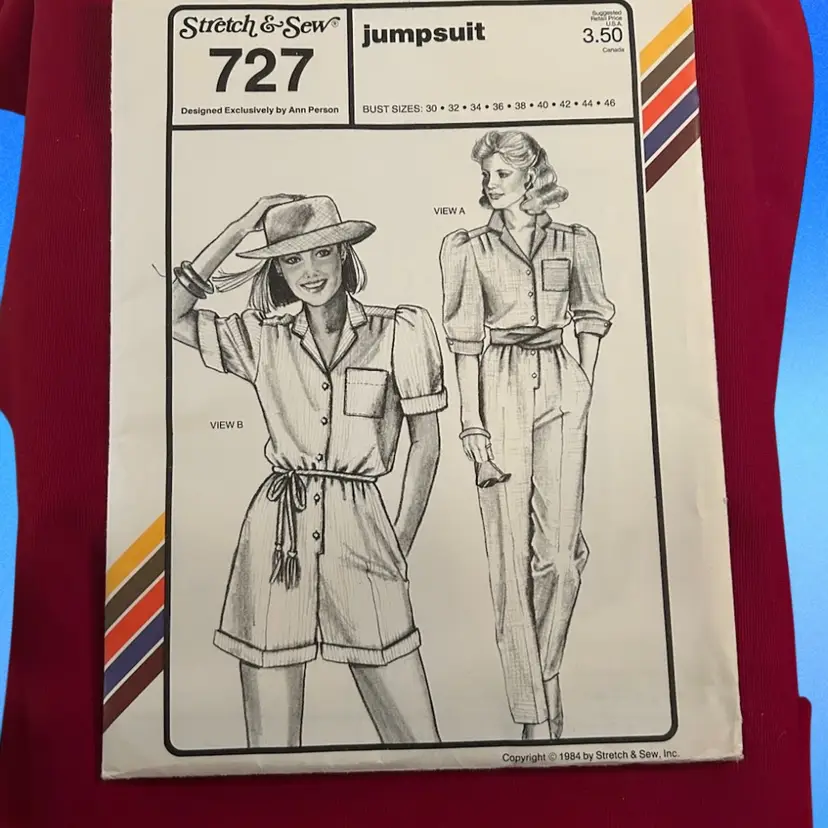 Stretch & Sew®
727
Designed Exclusively by Ann Person
jumpsuit
Suggested
Retail Price
U.S.A.
3.50
Canada
BUST SIZES: 30 • 32 • 34 • 36 • 38 • 40 • 42 • 44 • 46
VIEW A
VIEW B
Copyright © 1984 by Stretch & Sew, Inc.